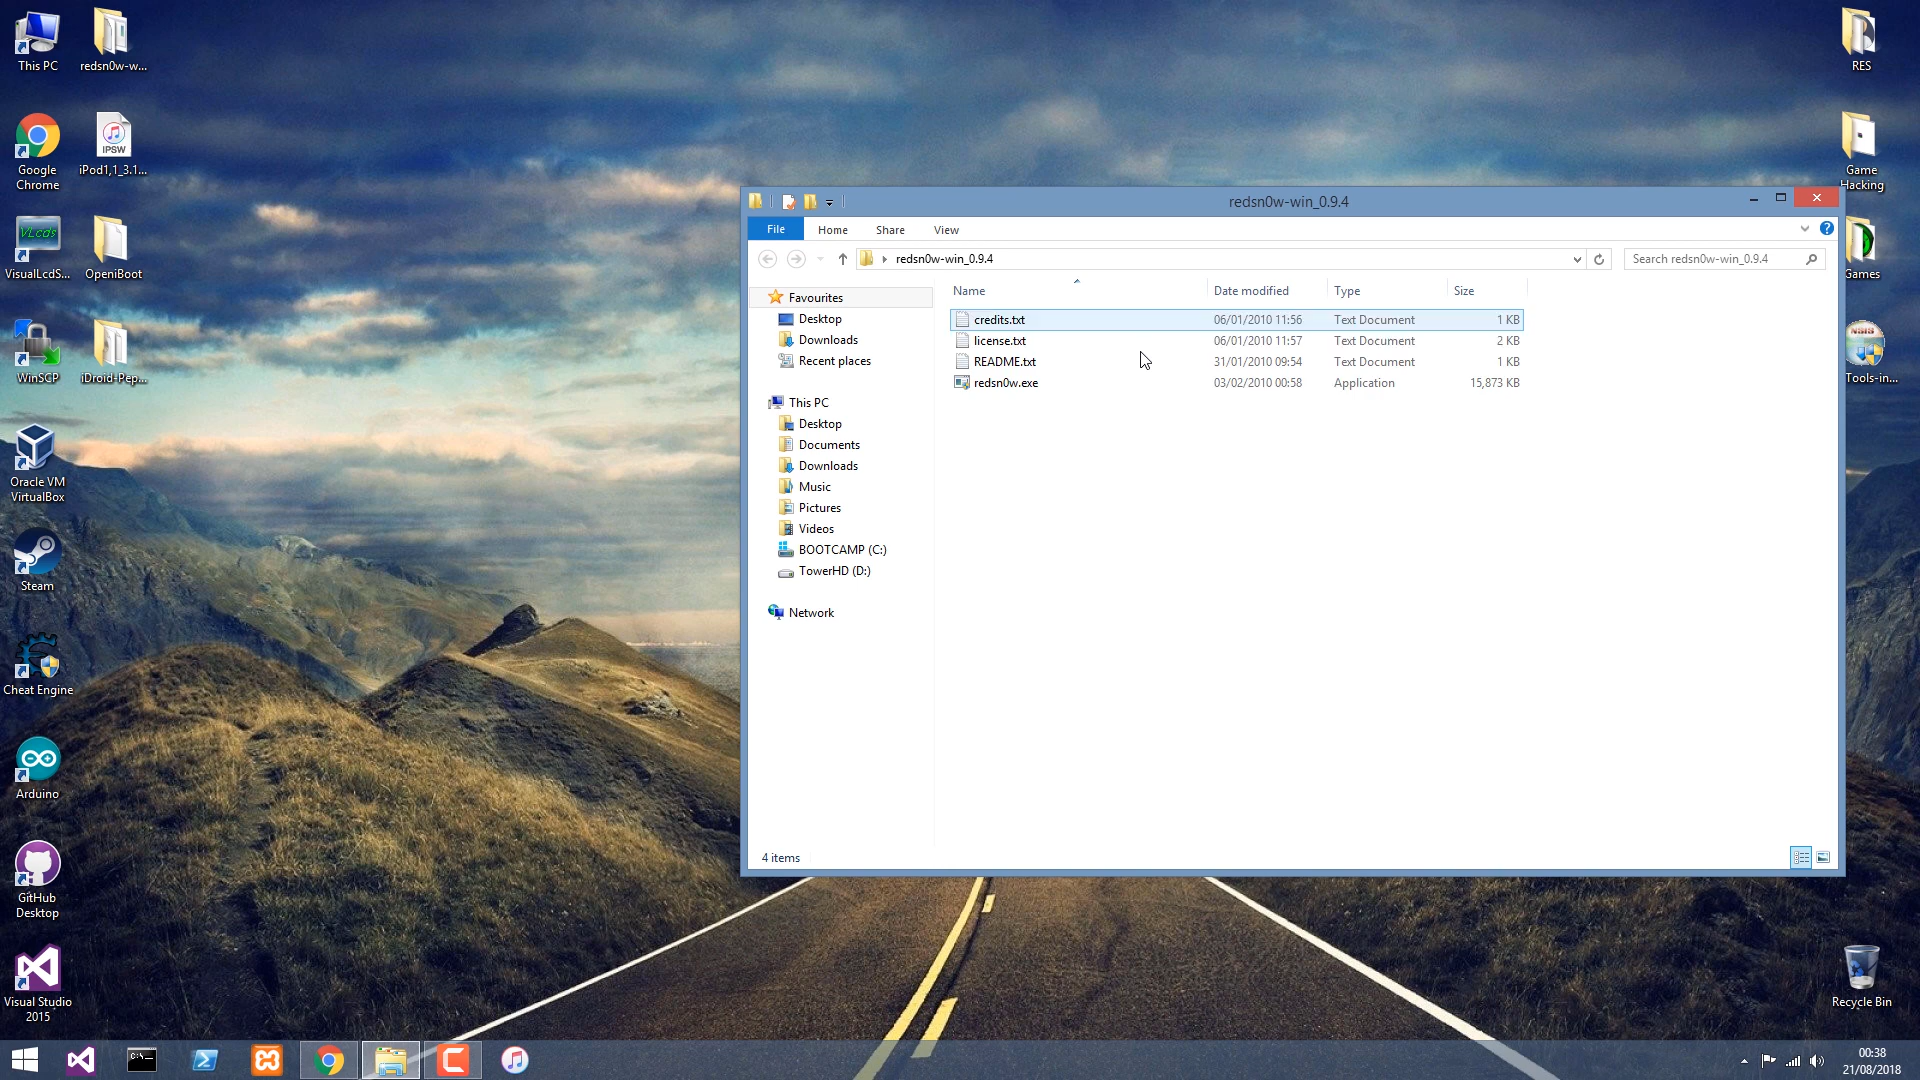 This PC
redsn0w-w...
Google
Chrome
IPSW
iPod1,1_3.1...
VLcds
VisualLcdS...
OpeniBoot
WinSCP
iDroid-Pep...
Oracle VM
VirtualBox
Steam
Cheat Engine
Arduino
GitHub
Desktop
Visual Studio
2015
redsn0w-win_0.9.4
File
Home
Share
View
redsn0w-win_0.9.4
Search redsn0w-win_0.9.4
Favourites
Desktop
Downloads
Recent places
This PC
Desktop
Documents
Downloads
Music
Pictures
Videos
BOOTCAMP (C:)
TowerHD (D:)
Network
Name Date modified Type Size
credits.txt 06/01/2010 11:56 Text Document 1 KB
license.txt 06/01/2010 11:57 Text Document 2 KB
README.txt 31/01/2010 09:54 Text Document 1 KB
redsn0w.exe 03/02/2010 00:58 Application 15,873 KB
4 items
RES
Game
Hacking
Games
NSIS
Tools-in...
Recycle Bin
C:\
00:38
21/08/2018